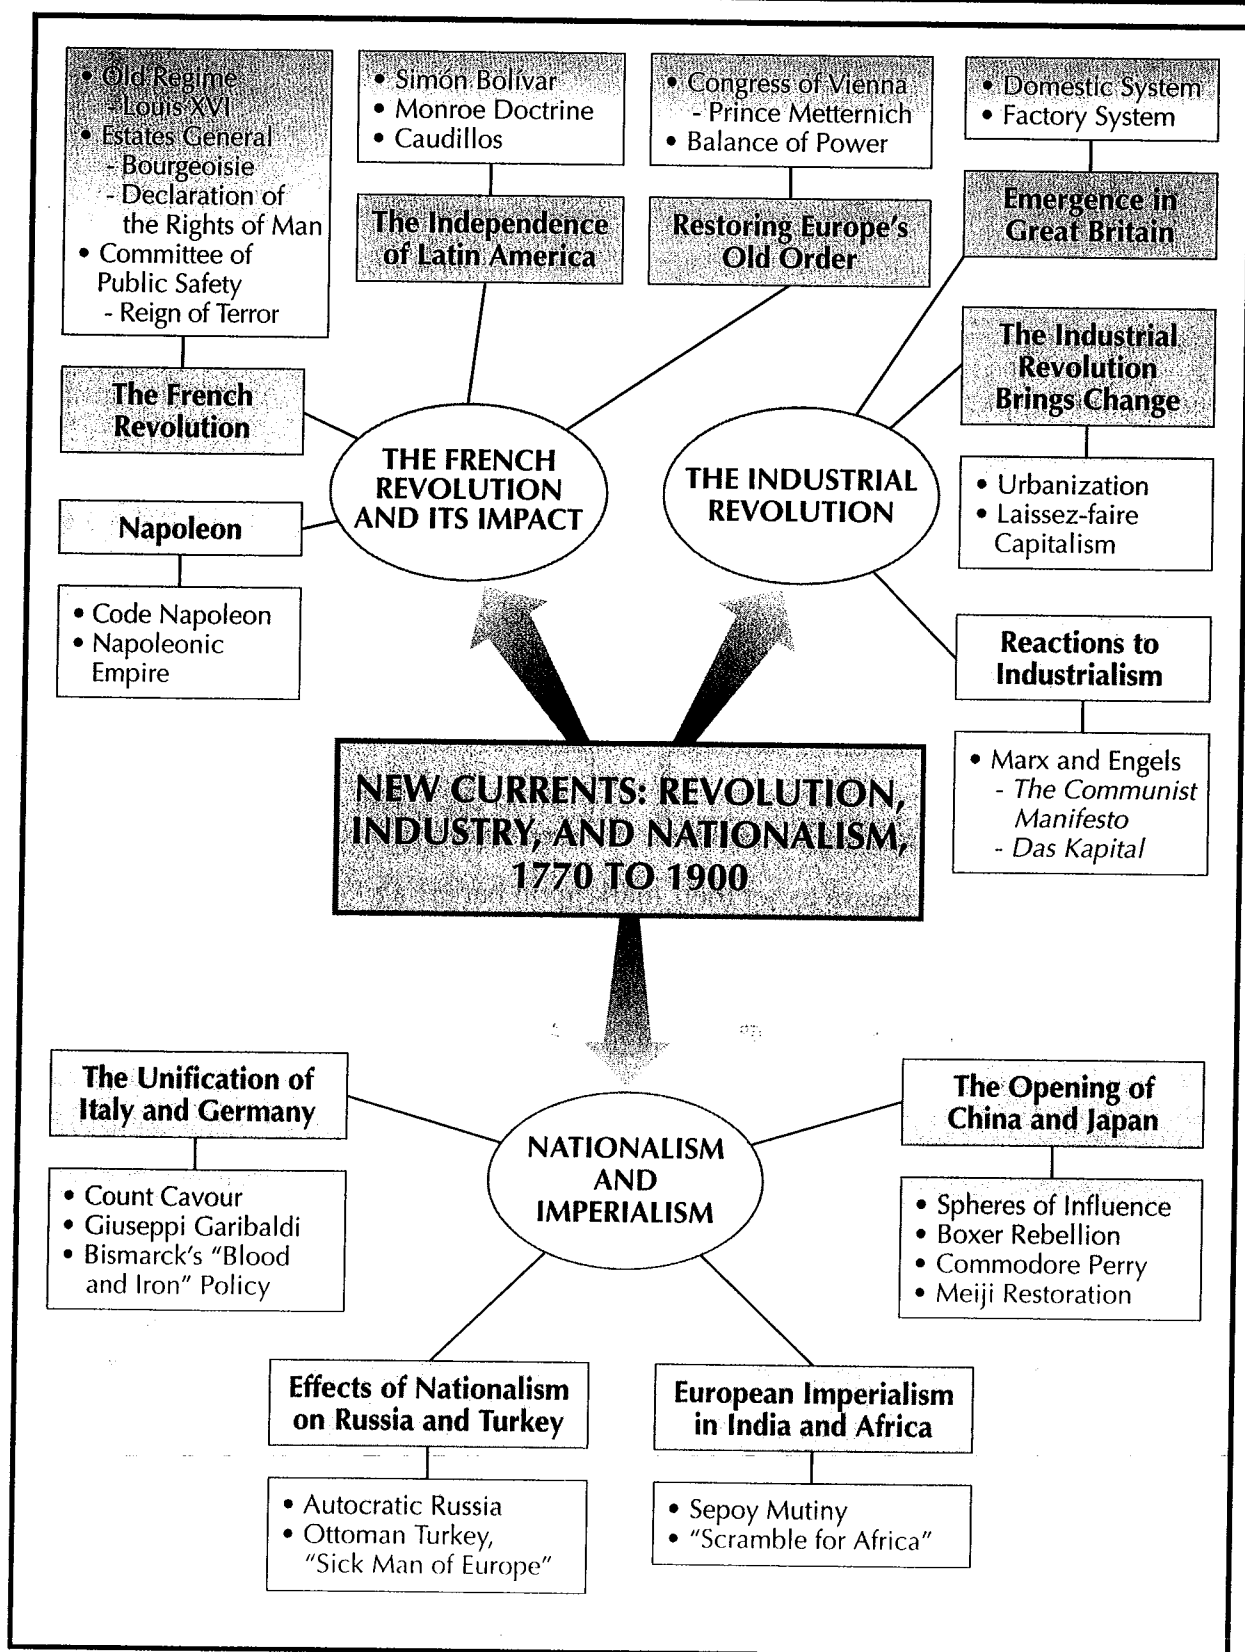 • Old Regime
- Louis XVI
• Estates General
- Bourgeoisie
- Declaration of
the Rights of Man
• Committee of
Public Safety
- Reign of Terror
The French
Revolution
• Simón Bolívar
• Monroe Doctrine
• Caudillos
The Independence
of Latin America
• Congress of Vienna
- Prince Metternich
• Balance of Power
Restoring Europe's
Old Order
• Domestic System
• Factory System
Emergence in
Great Britain
The Industrial
Revolution
Brings Change
• Urbanization
• Laissez-faire
Capitalism
THE FRENCH
REVOLUTION
AND ITS IMPACT
THE INDUSTRIAL
REVOLUTION
Napoleon
• Code Napoleon
• Napoleonic
Empire
Reactions to
Industrialism
• Marx and Engels
- The Communist
Manifesto
- Das Kapital
NEW CURRENTS: REVOLUTION,
INDUSTRY, AND NATIONALISM,
1770 TO 1900
The Unification of
Italy and Germany
• Count Cavour
• Giuseppi Garibaldi
• Bismarck's "Blood
and Iron" Policy
NATIONALISM
AND
IMPERIALISM
The Opening of
China and Japan
• Spheres of Influence
• Boxer Rebellion
• Commodore Perry
• Meiji Restoration
Effects of Nationalism
on Russia and Turkey
• Autocratic Russia
• Ottoman Turkey,
"Sick Man of Europe"
European Imperialism
in India and Africa
• Sepoy Mutiny
• "Scramble for Africa"